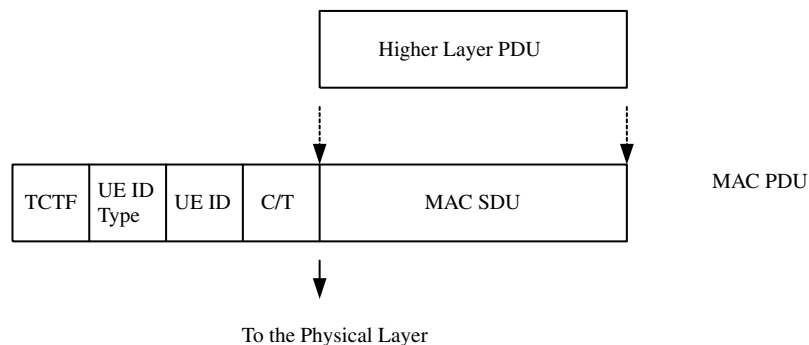 Higher Layer PDU
TCTF
UE ID
Type
UE ID
C/T
MAC SDU
MAC PDU
To the Physical Layer